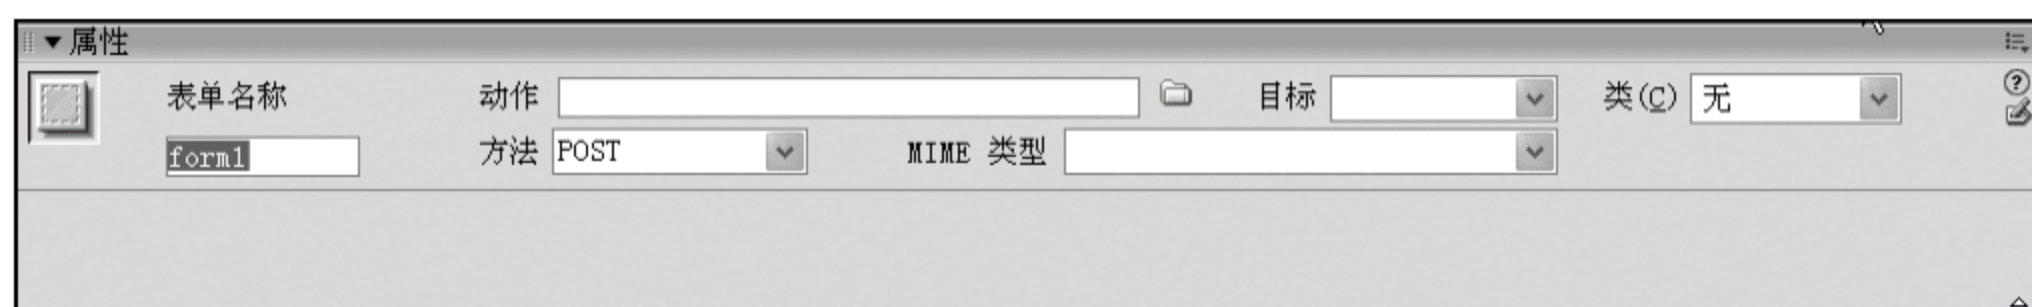 属性
表单名称 动作 目标 类(C) 无
form1 方法 POST MIME 类型